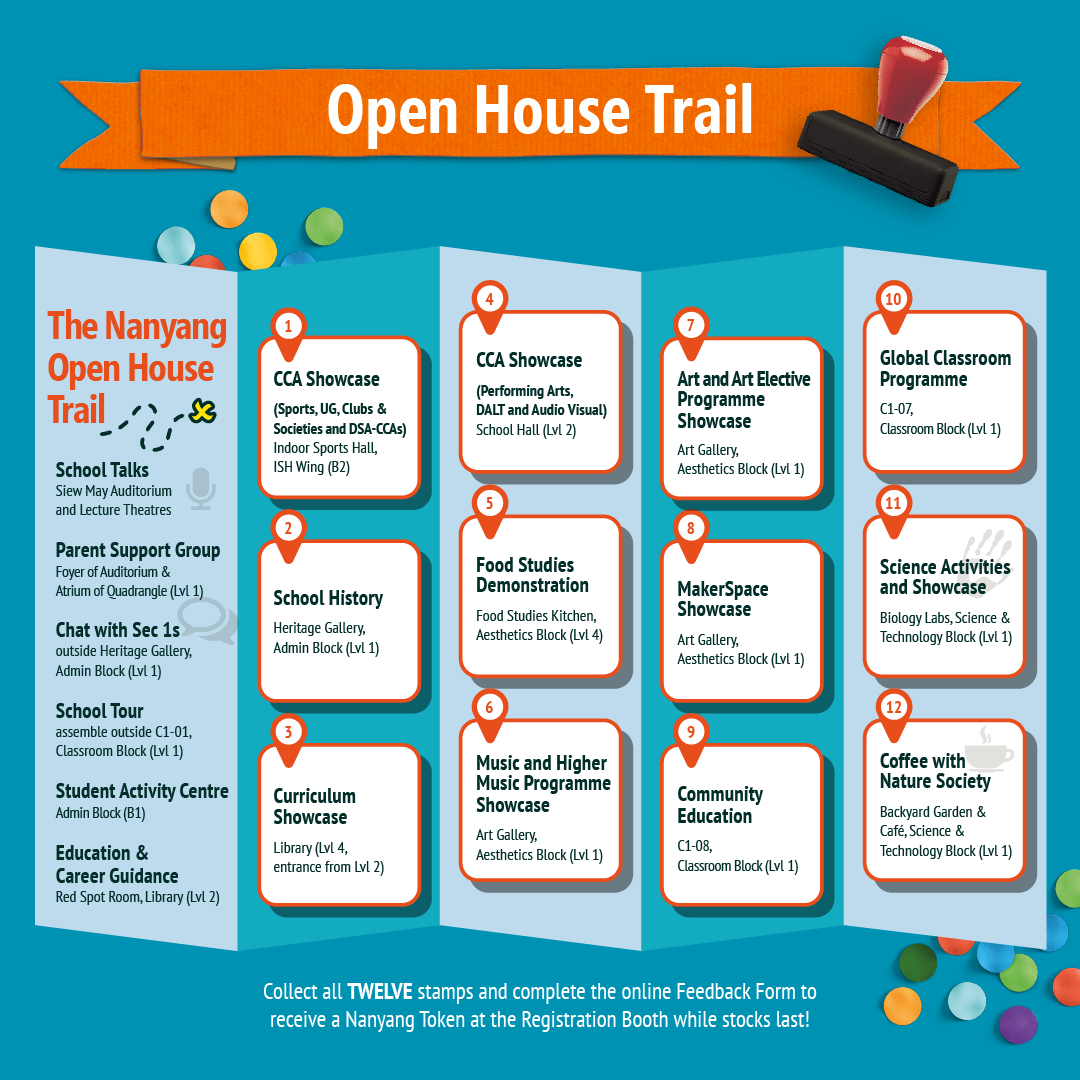 Open House Trail
The Nanyang
Open House
Trail
School Talks
Siew May Auditorium
and Lecture Theatres
Parent Support Group
Foyer of Auditorium &
Atrium of Quadrangle (Lvl 1)
Chat with Sec 1s
outside Heritage Gallery,
Admin Block (Lvl 1)
School Tour
assemble outside C1-01,
Classroom Block (Lvl 1)
Student Activity Centre
Admin Block (B1)
Education &
Career Guidance
Red Spot Room, Library (Lvl 2)
1
CCA Showcase
(Sports, UG, Clubs &
Societies and DSA-CCAs)
Indoor Sports Hall,
ISH Wing (B2)
2
School History
Heritage Gallery,
Admin Block (Lvl 1)
3
Curriculum
Showcase
Library (Lvl 4,
entrance from Lvl 2)
4
CCA Showcase
(Performing Arts,
DALT and Audio Visual)
School Hall (Lvl 2)
5
Food Studies
Demonstration
Food Studies Kitchen,
Aesthetics Block (Lvl 4)
6
Music and Higher
Music Programme
Showcase
Art Gallery,
Aesthetics Block (Lvl 1)
7
Art and Art Elective
Programme
Showcase
Art Gallery,
Aesthetics Block (Lvl 1)
8
MakerSpace
Showcase
Art Gallery,
Aesthetics Block (Lvl 1)
9
Community
Education
C1-08,
Classroom Block (Lvl 1)
10
Global Classroom
Programme
C1-07,
Classroom Block (Lvl 1)
11
Science Activities
and Showcase
Biology Labs, Science &
Technology Block (Lvl 1)
12
Coffee with
Nature Society
Backyard Garden &
Café, Science &
Technology Block (Lvl 1)
Collect all TWELVE stamps and complete the online Feedback Form to
receive a Nanyang Token at the Registration Booth while stocks last!